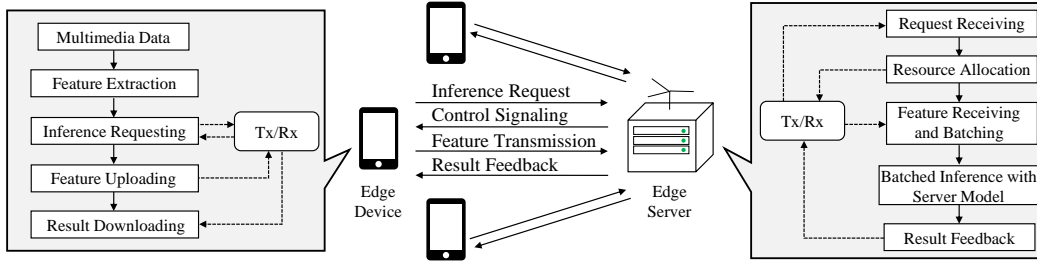 Multimedia Data
Feature Extraction
Inference Requesting
Feature Uploading
Result Downloading
Tx/Rx
Edge
Device
Inference Request
Control Signaling
Feature Transmission
Result Feedback
Edge
Server
Tx/Rx
Request Receiving
Resource Allocation
Feature Receiving
and Batching
Batched Inference with
Server Model
Result Feedback